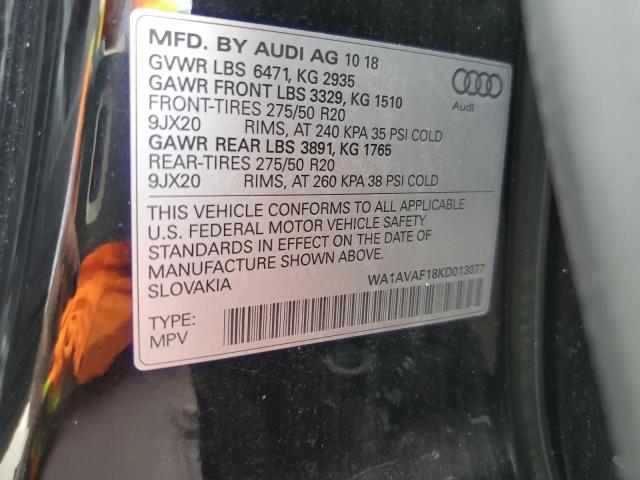 MFD. BY AUDI AG 10 18
GVWR LBS 6471, KG 2935
GAWR FRONT LBS 3329, KG 1510
FRONT-TIRES 275/50 R20
9JX20 RIMS, AT 240 KPA 35 PSI COLD
GAWR REAR LBS 3891, KG 1765
REAR-TIRES 275/50 R20
9JX20 RIMS, AT 260 KPA 38 PSI COLD
Audi
THIS VEHICLE CONFORMS TO ALL APPLICABLE
U.S. FEDERAL MOTOR VEHICLE SAFETY
STANDARDS IN EFFECT ON THE DATE OF
MANUFACTURE SHOWN ABOVE.
SLOVAKIA
WA1AVAF18KD013077
TYPE:
MPV